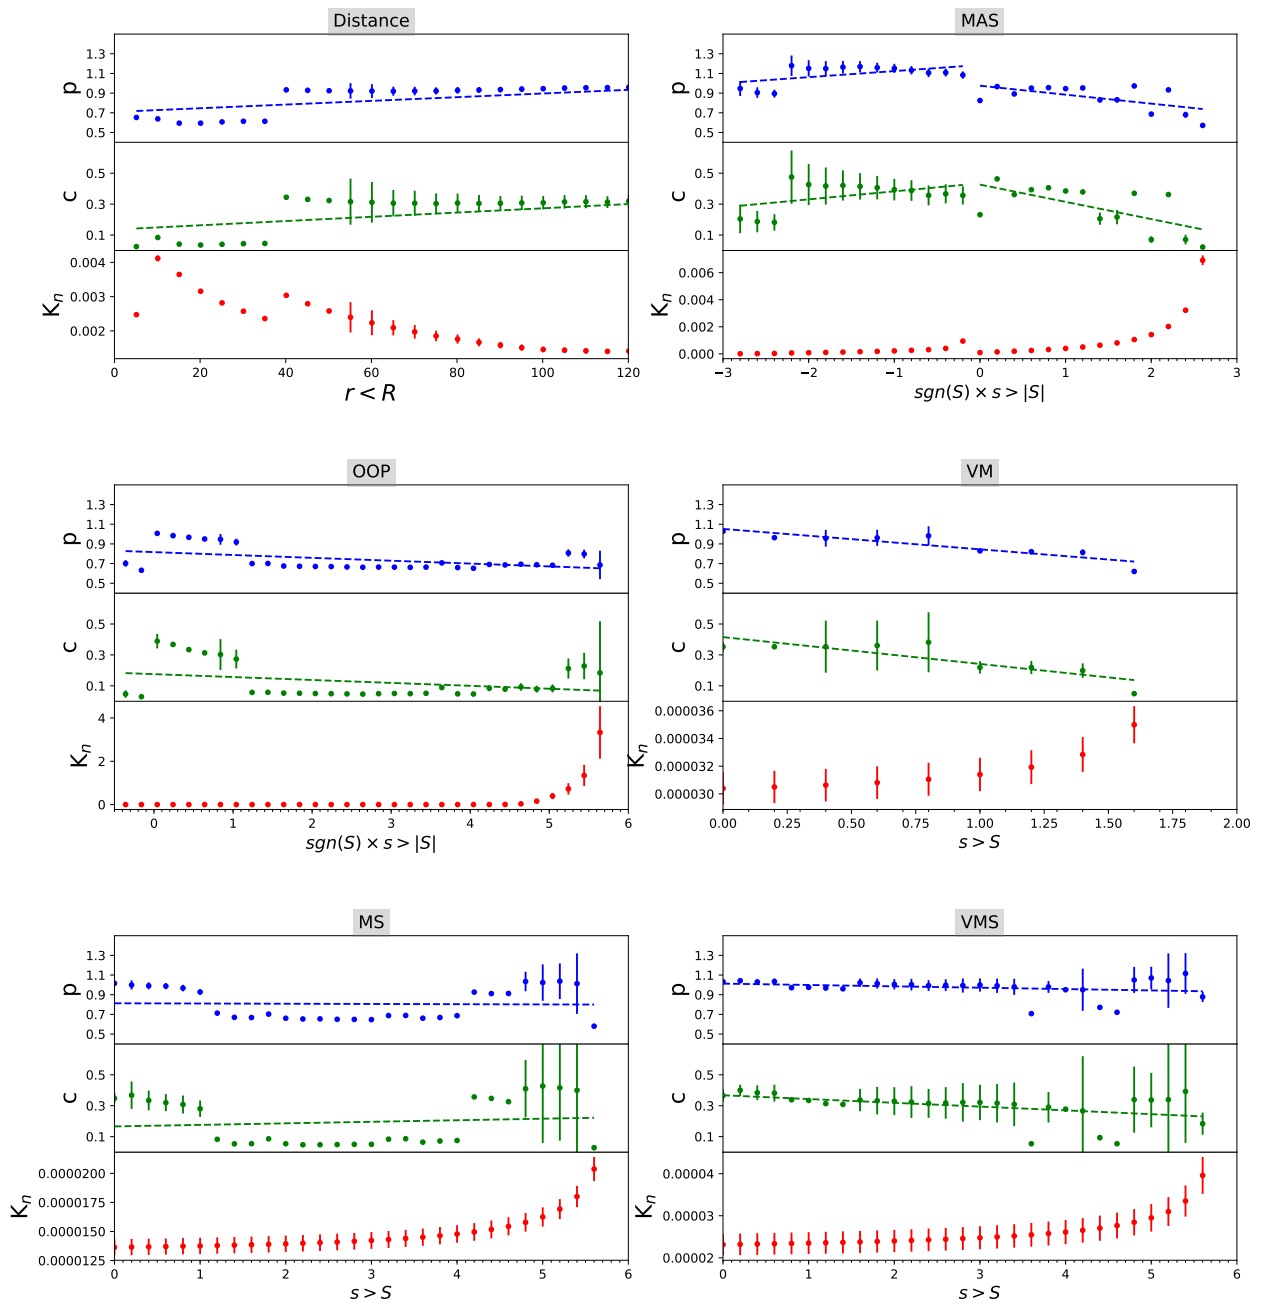 Distance
p
1.3
1.1
0.9
0.7
0.5
c
0.5
0.3
0.1
Kn
0.004
0.003
0.002
0 20 40 60 80 100 120
r < R
MAS
p
1.3
1.1
0.9
0.7
0.5
c
0.5
0.3
0.1
Kn
0.006
0.004
0.002
0.000
−3 −2 −1 0 1 2 3
sgn(S) × s > |S|
OOP
p
1.3
1.1
0.9
0.7
0.5
c
0.5
0.3
0.1
Kn
4
2
0
0 1 2 3 4 5 6
sgn(S) × s > |S|
VM
p
1.3
1.1
0.9
0.7
0.5
c
0.5
0.3
0.1
Kn
0.000036
0.000034
0.000032
0.000030
0.00 0.25 0.50 0.75 1.00 1.25 1.50 1.75 2.00
s > S
MS
p
1.3
1.1
0.9
0.7
0.5
c
0.5
0.3
0.1
Kn
0.0000200
0.0000175
0.0000150
0.0000125
0 1 2 3 4 5 6
s > S
VMS
p
1.3
1.1
0.9
0.7
0.5
c
0.5
0.3
0.1
Kn
0.00004
0.00003
0.00002
0 1 2 3 4 5 6
s > S